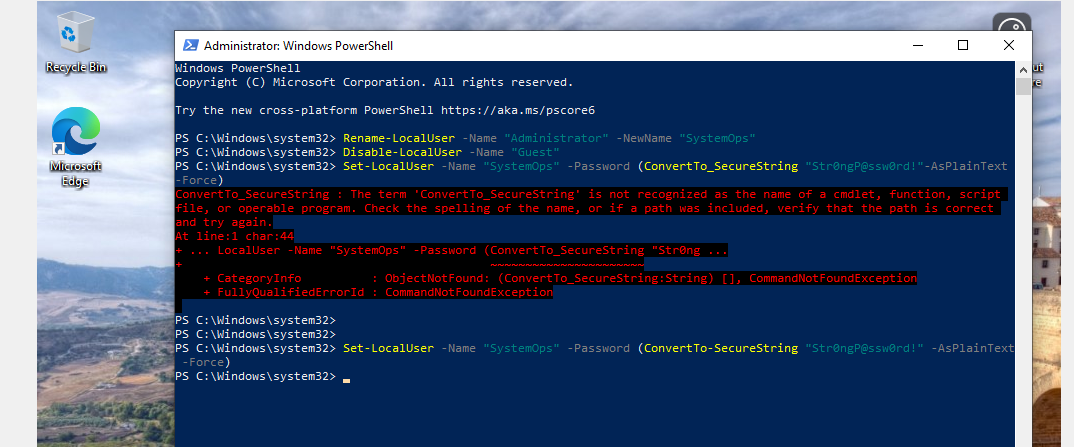 Recycle Bin
Microsoft
Edge
Administrator: Windows PowerShell
Windows PowerShell
Copyright (C) Microsoft Corporation. All rights reserved.
Try the new cross-platform PowerShell https://aka.ms/pscore6
PS C:\Windows\system32> Rename-LocalUser -Name "Administrator" -NewName "SystemOps"
PS C:\Windows\system32> Disable-LocalUser -Name "Guest"
PS C:\Windows\system32> Set-LocalUser -Name "SystemOps" -Password (ConvertTo_SecureString "Str0ngP@ssw0rd!"-AsPlainText
-Force)
ConvertTo_SecureString : The term 'ConvertTo_SecureString' is not recognized as the name of a cmdlet, function, script
file, or operable program. Check the spelling of the name, or if a path was included, verify that the path is correct
and try again.
At line:1 char:44
+ ... LocalUser -Name "SystemOps" -Password (ConvertTo_SecureString "Str0ng ...
+ ~~~~~~~~~~~~~~~~~~~~~~
+ CategoryInfo : ObjectNotFound: (ConvertTo_SecureString:String) [], CommandNotFoundException
+ FullyQualifiedErrorId : CommandNotFoundException
PS C:\Windows\system32>
PS C:\Windows\system32>
PS C:\Windows\system32> Set-LocalUser -Name "SystemOps" -Password (ConvertTo-SecureString "Str0ngP@ssw0rd!" -AsPlainText
-Force)
PS C:\Windows\system32>